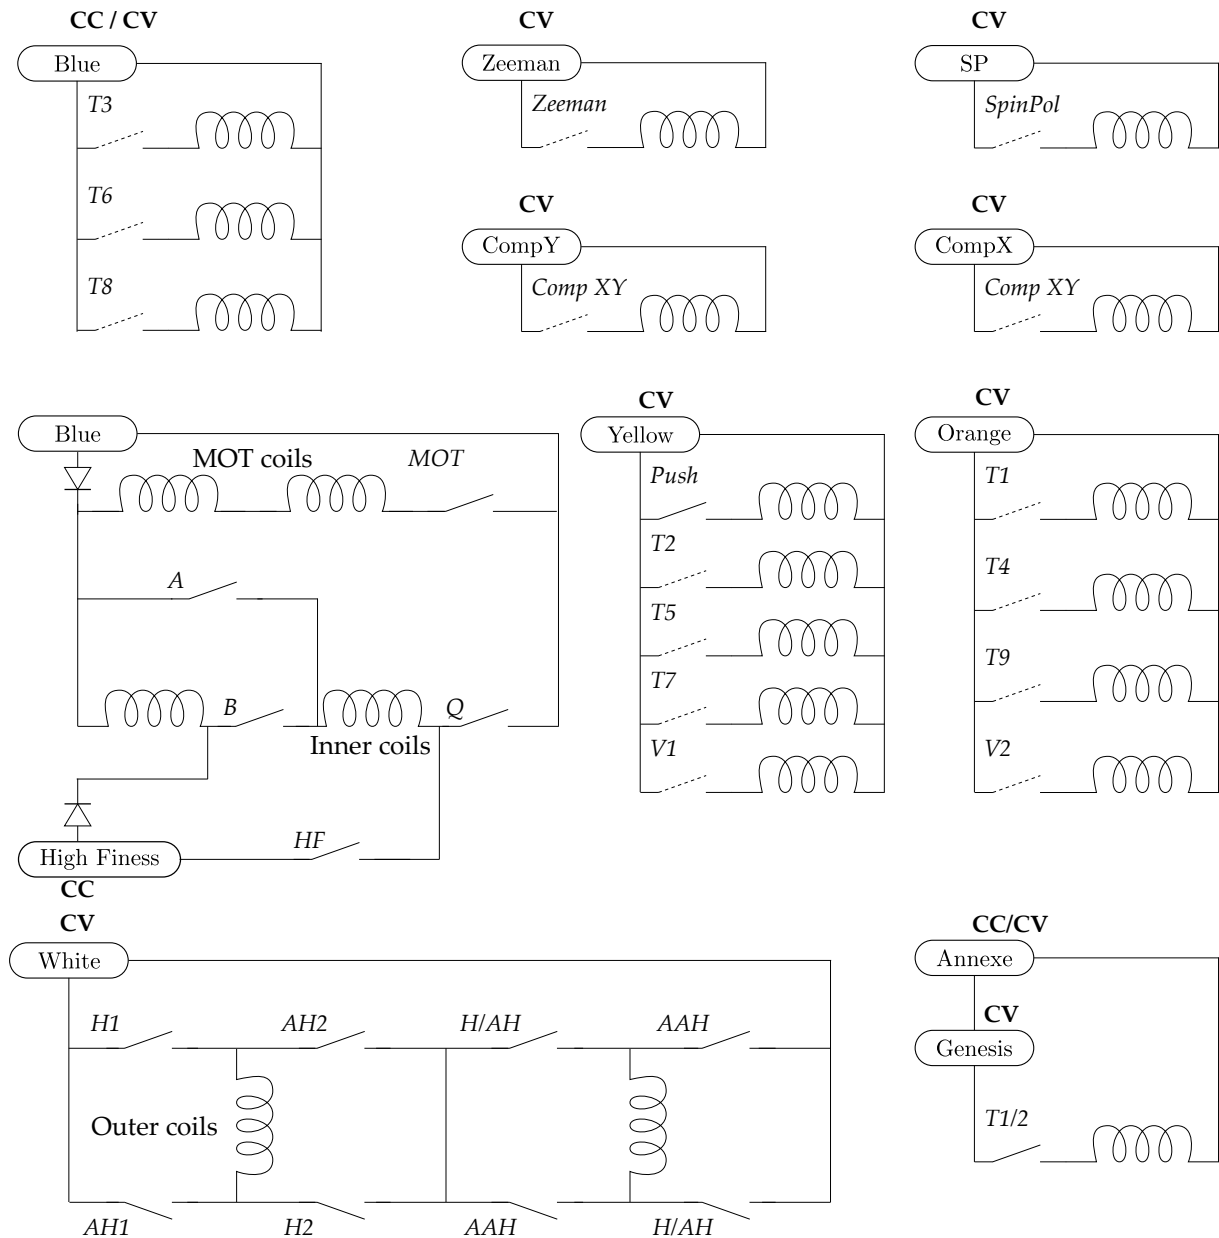 CC / CV
CV
CV
Blue
Zeeman
SP
T3
Zeeman
SpinPol
T6
CV
CV
CompY
CompX
T8
Comp XY
Comp XY
CV
CV
Blue
Yellow
Orange
MOT coils
MOT
Push
T1
T2
A
T4
T5
T9
T7
B
Q
Inner coils
V1
V2
HF
High Finess
CC
CV
CC/CV
White
Annexe
CV
H1
AH2
H/AH
AAH
Genesis
Outer coils
T1/2
AH1
H2
AAH
H/AH